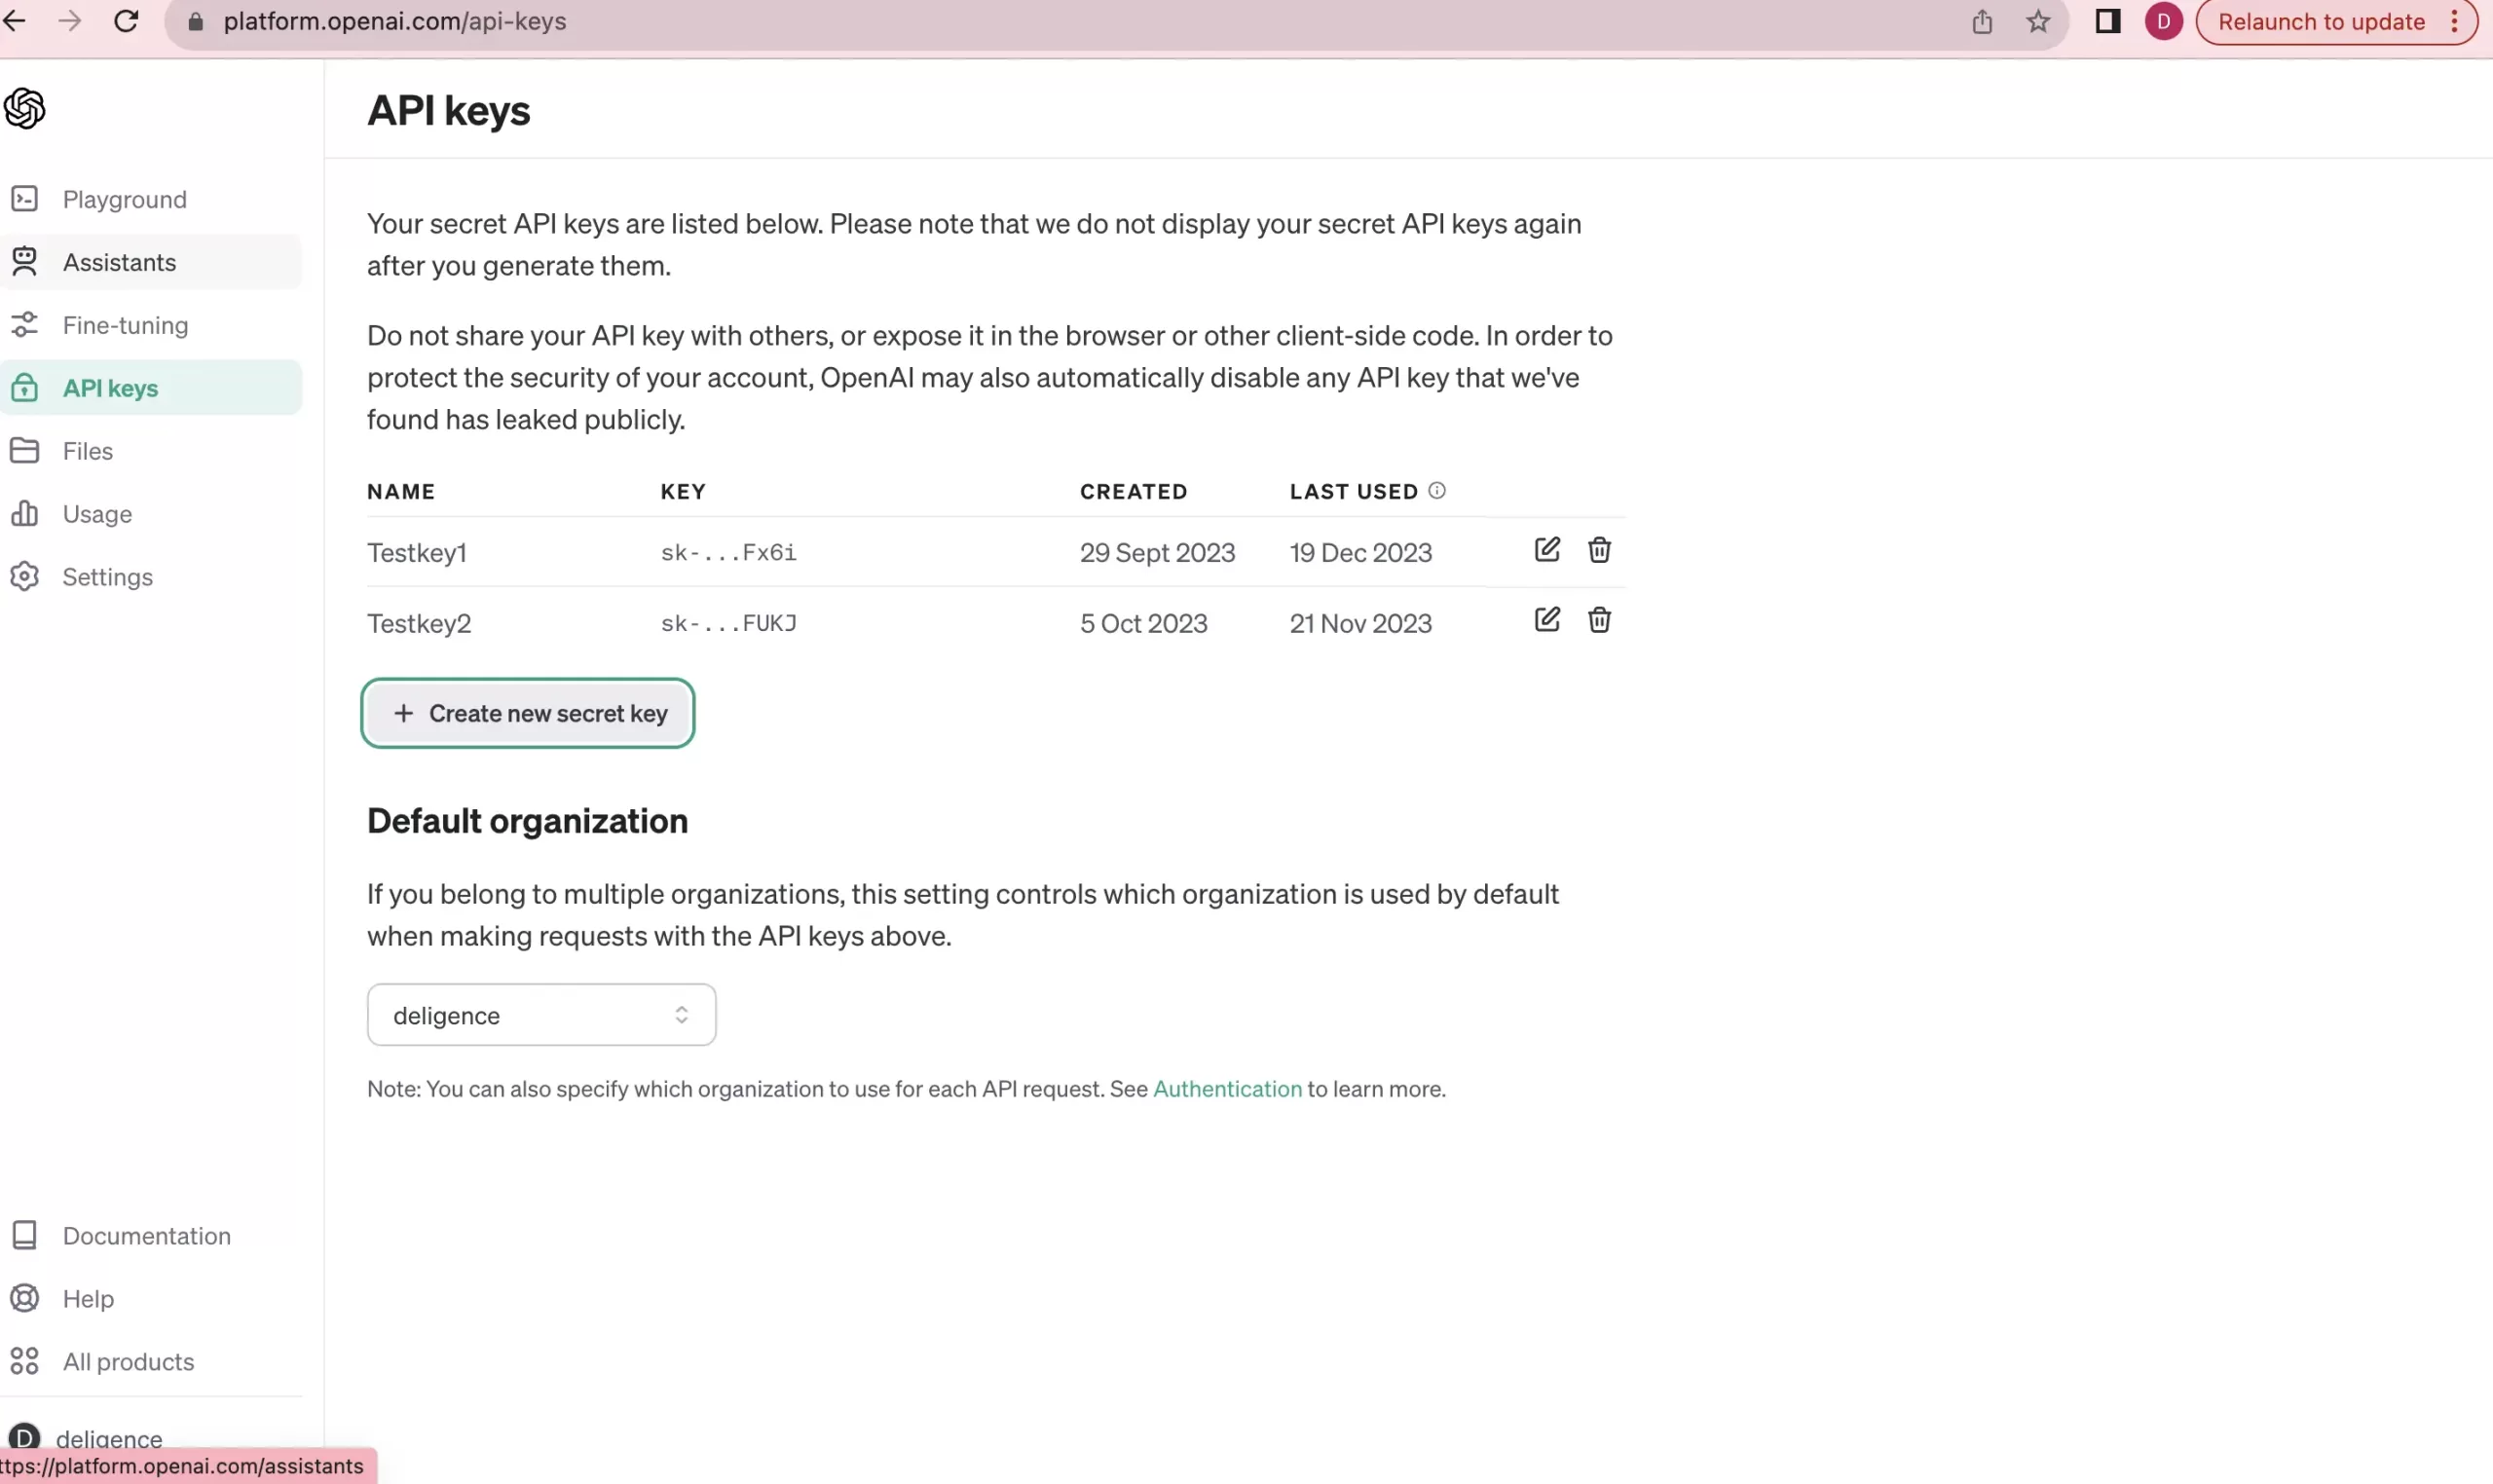 platform.openai.com/api-keys
D
Relaunch to update
API keys
Playground
Assistants
Fine-tuning
API keys
Files
Usage
Settings
Your secret API keys are listed below. Please note that we do not display your secret API keys again
after you generate them.
Do not share your API key with others, or expose it in the browser or other client-side code. In order to
protect the security of your account, OpenAI may also automatically disable any API key that we've
found has leaked publicly.
NAME KEY CREATED LAST USED
Testkey1 sk-...Fx6i 29 Sept 2023 19 Dec 2023
Testkey2 sk-...FUKJ 5 Oct 2023 21 Nov 2023
+ Create new secret key
Default organization
If you belong to multiple organizations, this setting controls which organization is used by default
when making requests with the API keys above.
deligence
Note: You can also specify which organization to use for each API request. See Authentication to learn more.
Documentation
Help
All products
D deligence
ttps://platform.openai.com/assistants